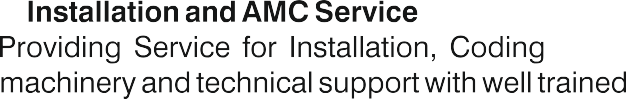 Installation and AMC Service
Providing Service for Installation, Coding
machinery and technical support with well trained